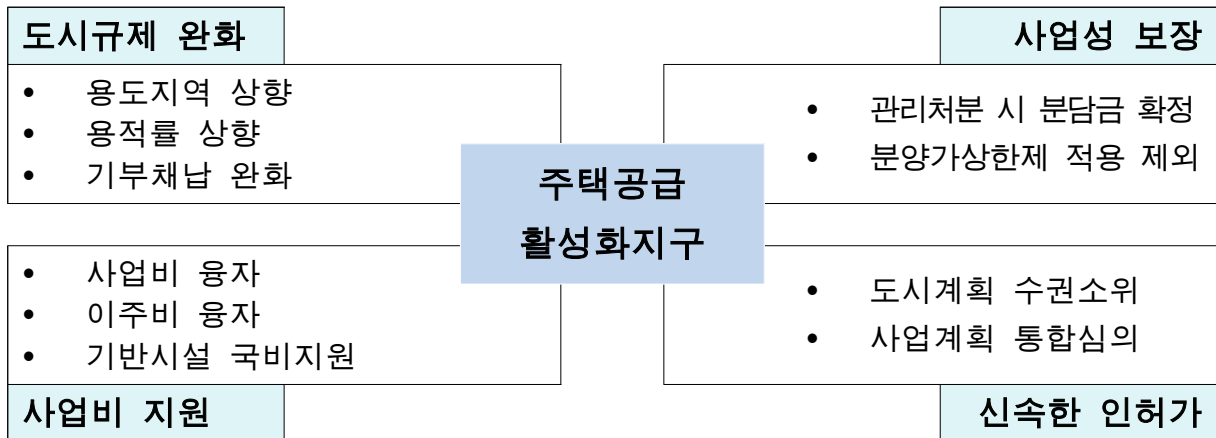 도시규제 완화
• 용도지역 상향
• 용적률 상향
• 기부채납 완화
사업성 보장
• 관리처분 시 분담금 확정
• 분양가상한제 적용 제외
주택공급
활성화지구
• 사업비 융자
• 이주비 융자
• 기반시설 국비지원
사업비 지원
• 도시계획 수권소위
• 사업계획 통합심의
신속한 인허가